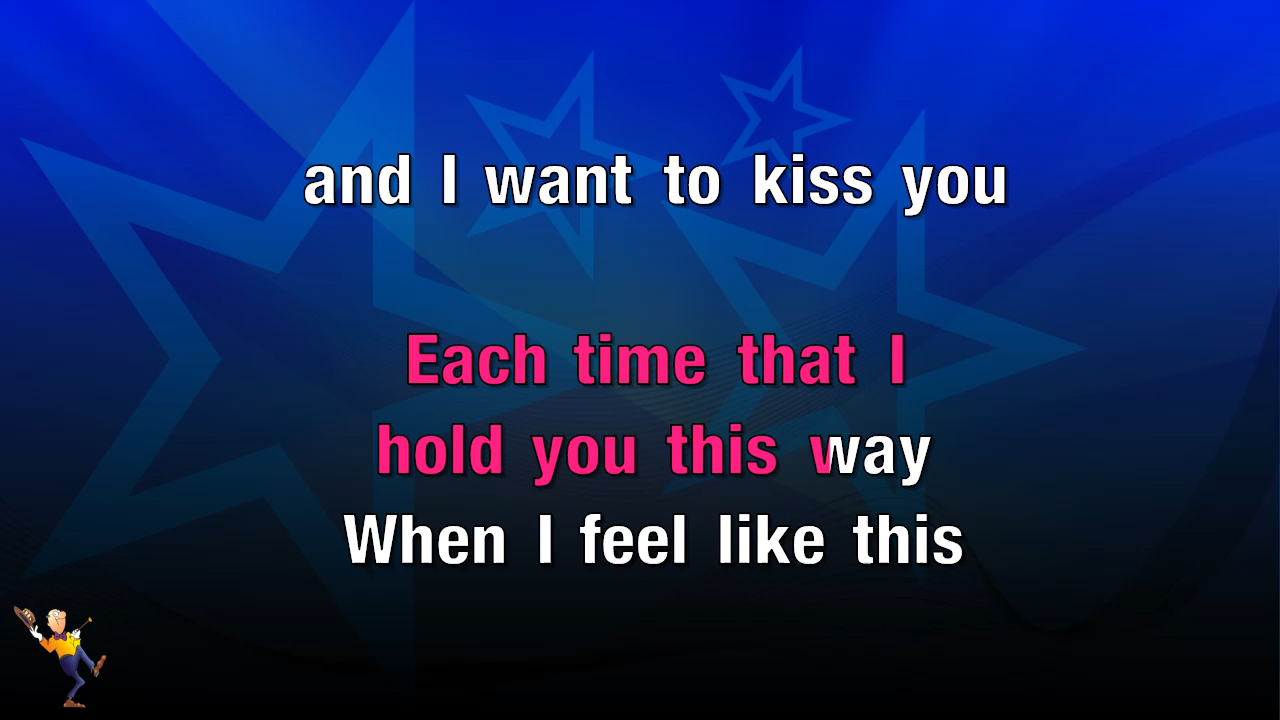 and I want to kiss you
Each time that I
hold you this way
When I feel like this